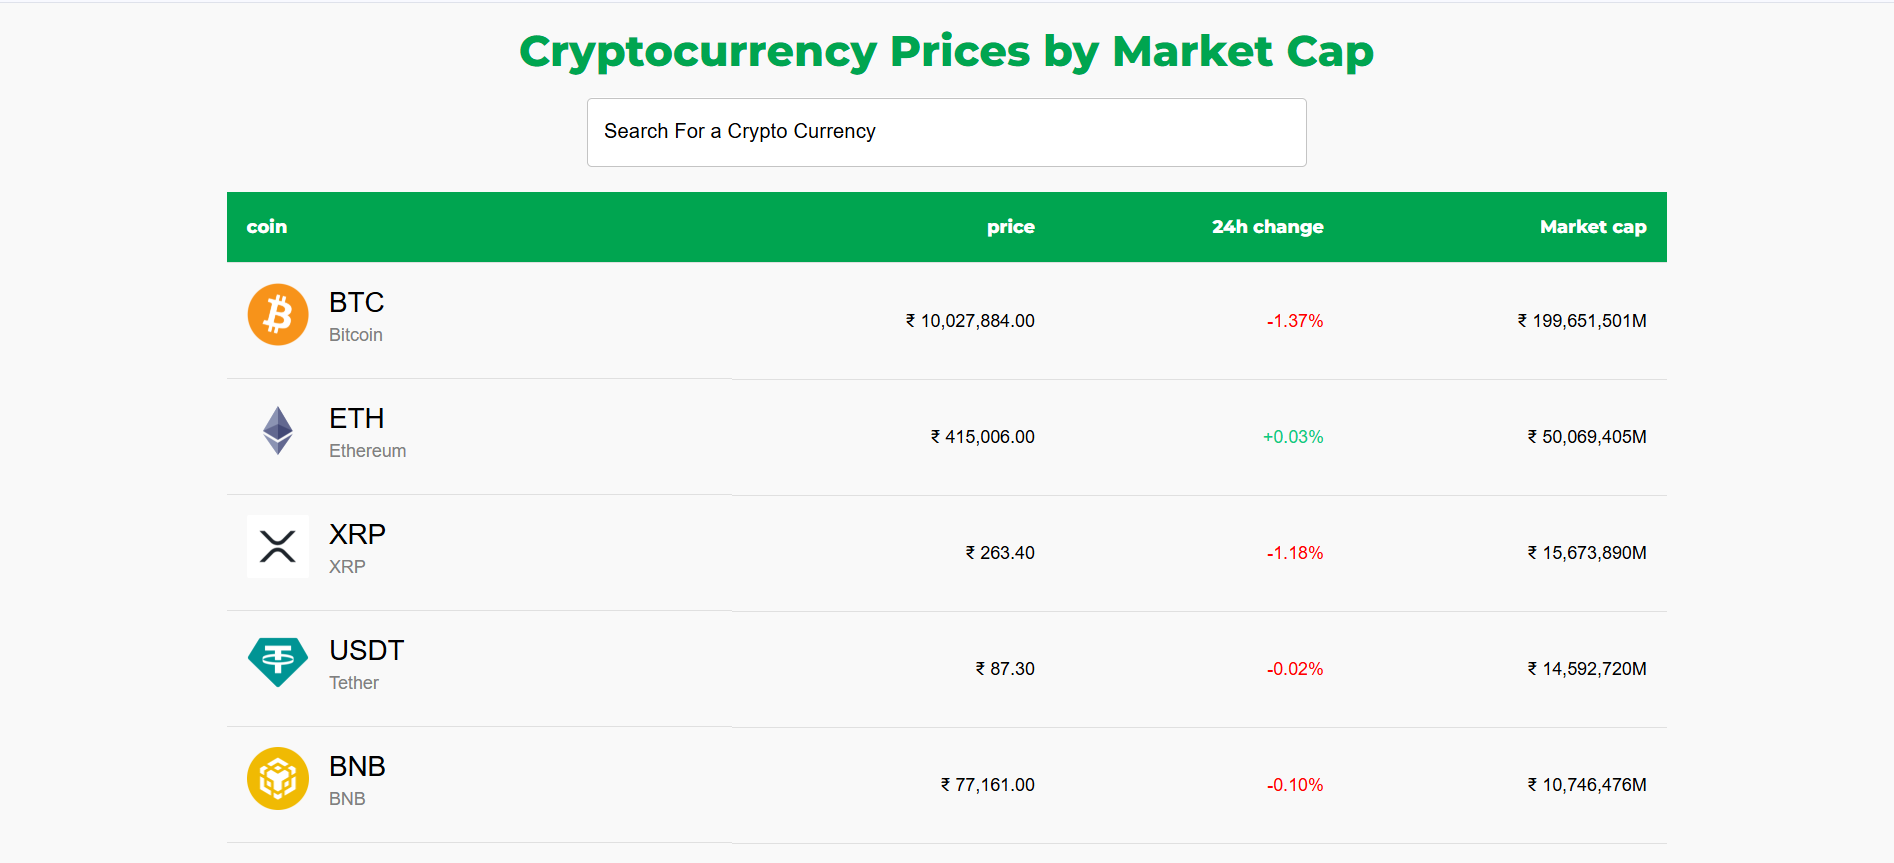 Cryptocurrency Prices by Market Cap
Search For a Crypto Currency
coin price 24h change Market cap
BTC
Bitcoin
₹ 10,027,884.00 -1.37% ₹ 199,651,501M
ETH
Ethereum
₹ 415,006.00 +0.03% ₹ 50,069,405M
XRP
XRP
₹ 263.40 -1.18% ₹ 15,673,890M
USDT
Tether
₹ 87.30 -0.02% ₹ 14,592,720M
BNB
BNB
₹ 77,161.00 -0.10% ₹ 10,746,476M